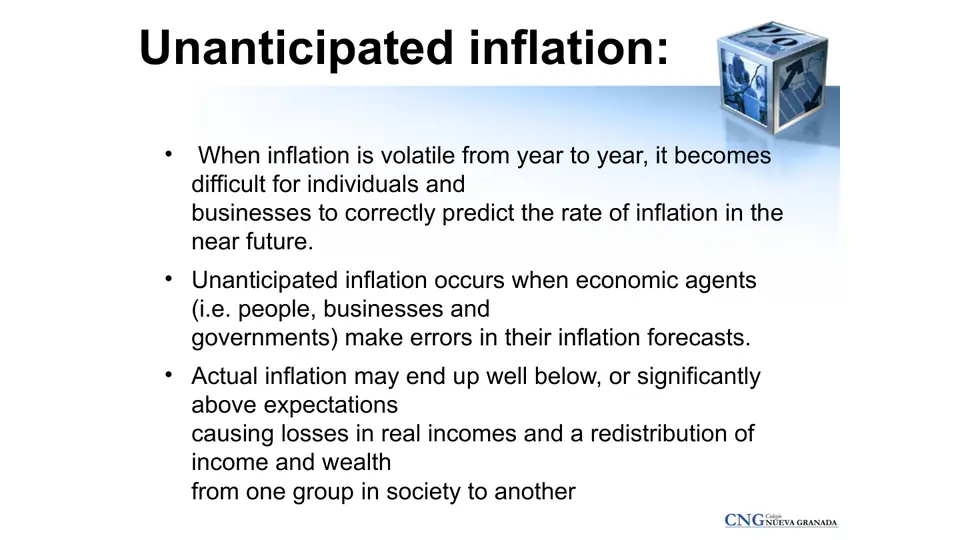 Unanticipated inflation:
%
• When inflation is volatile from year to year, it becomes
difficult for individuals and
businesses to correctly predict the rate of inflation in the
near future.
• Unanticipated inflation occurs when economic agents
(i.e. people, businesses and
governments) make errors in their inflation forecasts.
• Actual inflation may end up well below, or significantly
above expectations
causing losses in real incomes and a redistribution of
income and wealth
from one group in society to another
CNG Colegio
NUEVA GRANADA